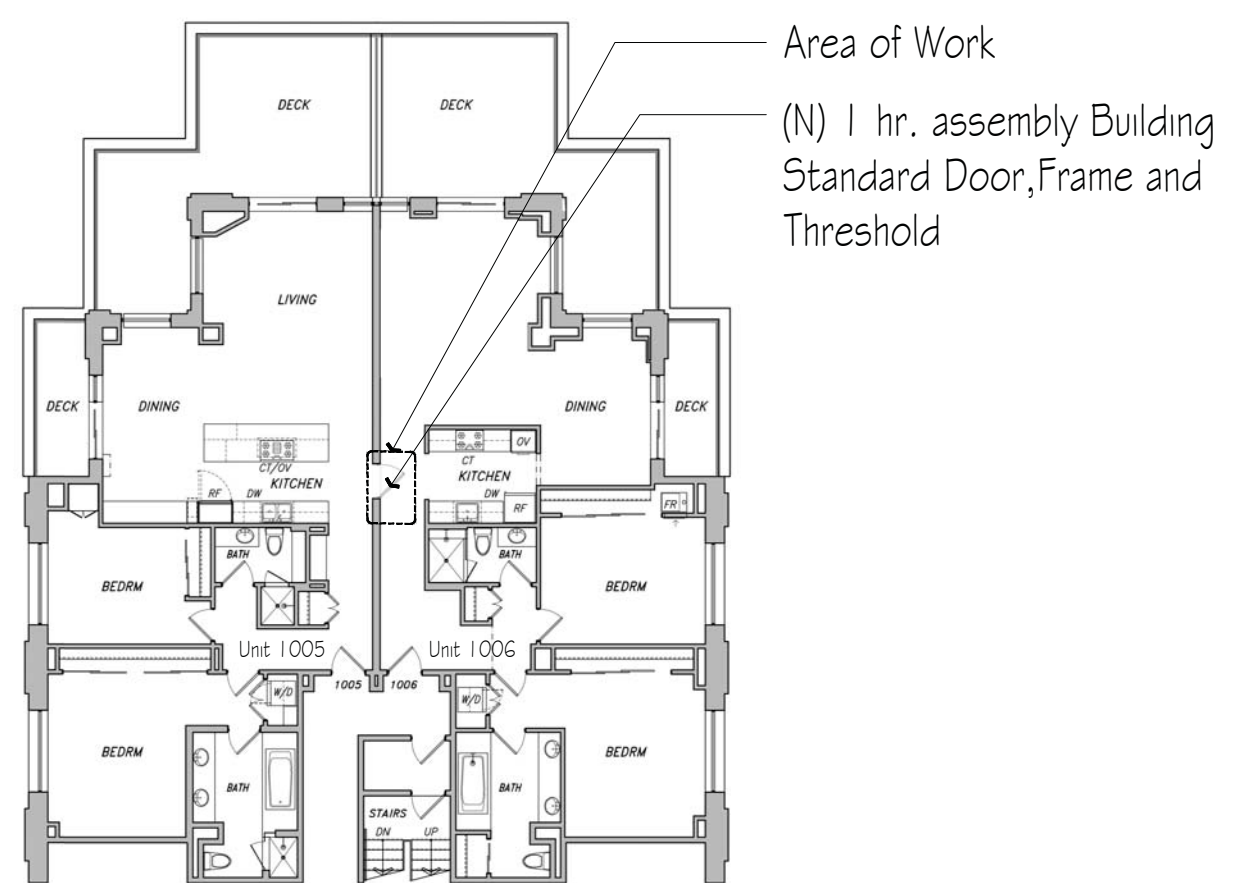 Area of Work
(N) 1 hr. assembly Building
Standard Door,Frame and
Threshold
DECK
DECK
LIVING
DECK
DINING
DINING
DECK
CT/OV
KITCHEN
RF
DW
CT
OV
KITCHEN
DW
RF
FR
BATH
BATH
BEDRM
BEDRM
Unit 1005
Unit 1006
1005
1006
W/D
W/D
BEDRM
BEDRM
BATH
BATH
STAIRS
DN
UP